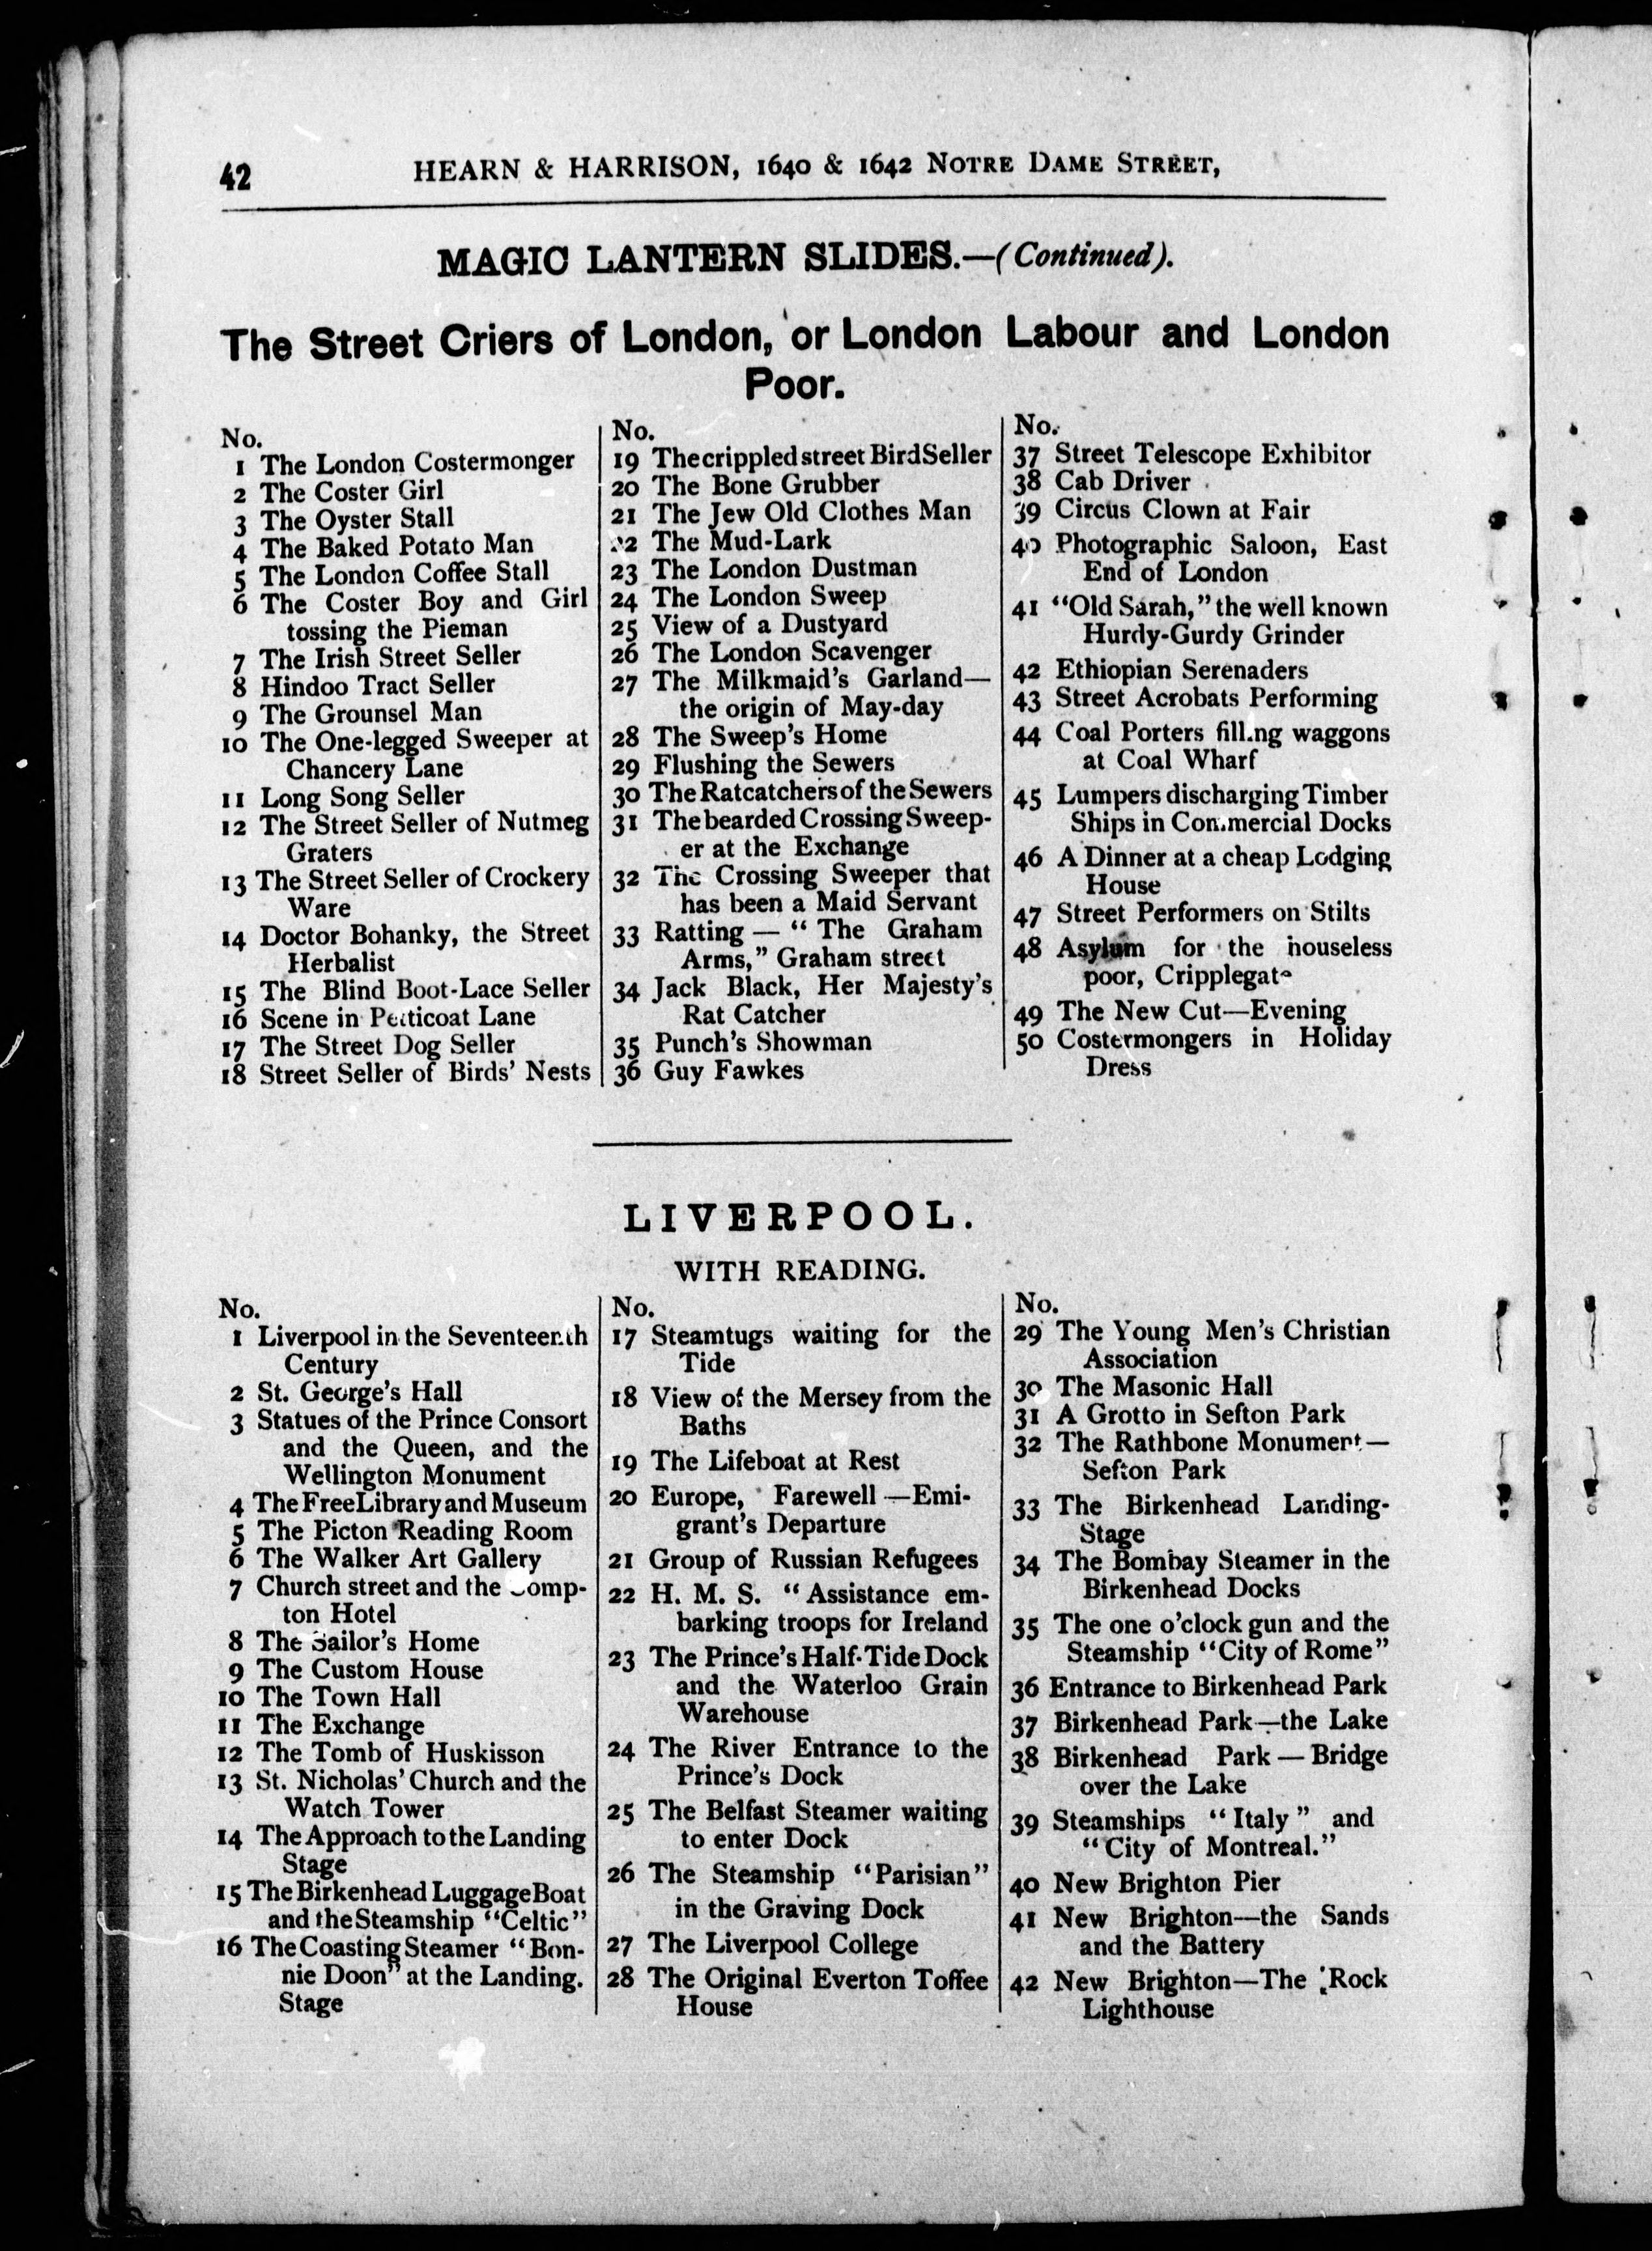 42
HEARN & HARRISON, 1640 & 1642 NOTRE DAME STREET,
MAGIC LANTERN SLIDES.—(Continued).
The Street Criers of London, or London Labour and London
Poor.
No.
1 The London Costermonger
2 The Coster Girl
3 The Oyster Stall
4 The Baked Potato Man
5 The London Coffee Stall
6 The Coster Boy and Girl
tossing the Pieman
7 The Irish Street Seller
8 Hindoo Tract Seller
9 The Grounsel Man
10 The One-legged Sweeper at
Chancery Lane
11 Long Song Seller
12 The Street Seller of Nutmeg
Graters
13 The Street Seller of Crockery
Ware
14 Doctor Bohanky, the Street
Herbalist
15 The Blind Boot-Lace Seller
16 Scene in Petticoat Lane
17 The Street Dog Seller
18 Street Seller of Birds' Nests
No.
19 The crippled street Bird Seller
20 The Bone Grubber
21 The Jew Old Clothes Man
22 The Mud-Lark
23 The London Dustman
24 The London Sweep
25 View of a Dustyard
26 The London Scavenger
27 The Milkmaid's Garland—
the origin of May-day
28 The Sweep's Home
29 Flushing the Sewers
30 The Ratcatchers of the Sewers
31 The bearded Crossing Sweep-
er at the Exchange
32 The Crossing Sweeper that
has been a Maid Servant
33 Ratting — "The Graham
Arms," Graham street
34 Jack Black, Her Majesty's
Rat Catcher
35 Punch's Showman
36 Guy Fawkes
No.
37 Street Telescope Exhibitor
38 Cab Driver
39 Circus Clown at Fair
40 Photographic Saloon, East
End of London
41 "Old Sarah," the well known
Hurdy-Gurdy Grinder
42 Ethiopian Serenaders
43 Street Acrobats Performing
44 Coal Porters filling waggons
at Coal Wharf
45 Lumpers discharging Timber
Ships in Commercial Docks
46 A Dinner at a cheap Lodging
House
47 Street Performers on Stilts
48 Asylum for the houseless
poor, Cripplegate
49 The New Cut—Evening
50 Costermongers in Holiday
Dress
LIVERPOOL.
WITH READING.
No.
1 Liverpool in the Seventeenth
Century
2 St. George's Hall
3 Statues of the Prince Consort
and the Queen, and the
Wellington Monument
4 The Free Library and Museum
5 The Picton Reading Room
6 The Walker Art Gallery
7 Church street and the Comp-
ton Hotel
8 The Sailor's Home
9 The Custom House
10 The Town Hall
11 The Exchange
12 The Tomb of Huskisson
13 St. Nicholas' Church and the
Watch Tower
14 The Approach to the Landing
Stage
15 The Birkenhead Luggage Boat
and the Steamship "Celtic"
16 The Coasting Steamer "Bon-
nie Doon" at the Landing.
Stage
No.
17 Steamtugs waiting for the
Tide
18 View of the Mersey from the
Baths
19 The Lifeboat at Rest
20 Europe, Farewell —Emi-
grant's Departure
21 Group of Russian Refugees
22 H. M. S. "Assistance em-
barking troops for Ireland
23 The Prince's Half-Tide Dock
and the Waterloo Grain
Warehouse
24 The River Entrance to the
Prince's Dock
25 The Belfast Steamer waiting
to enter Dock
26 The Steamship "Parisian"
in the Graving Dock
27 The Liverpool College
28 The Original Everton Toffee
House
No.
29 The Young Men's Christian
Association
30 The Masonic Hall
31 A Grotto in Sefton Park
32 The Rathbone Monument—
Sefton Park
33 The Birkenhead Landing-
Stage
34 The Bombay Steamer in the
Birkenhead Docks
35 The one o'clock gun and the
Steamship "City of Rome"
36 Entrance to Birkenhead Park
37 Birkenhead Park—the Lake
38 Birkenhead Park — Bridge
over the Lake
39 Steamships "Italy" and
"City of Montreal."
40 New Brighton Pier
41 New Brighton—the Sands
and the Battery
42 New Brighton—The Rock
Lighthouse